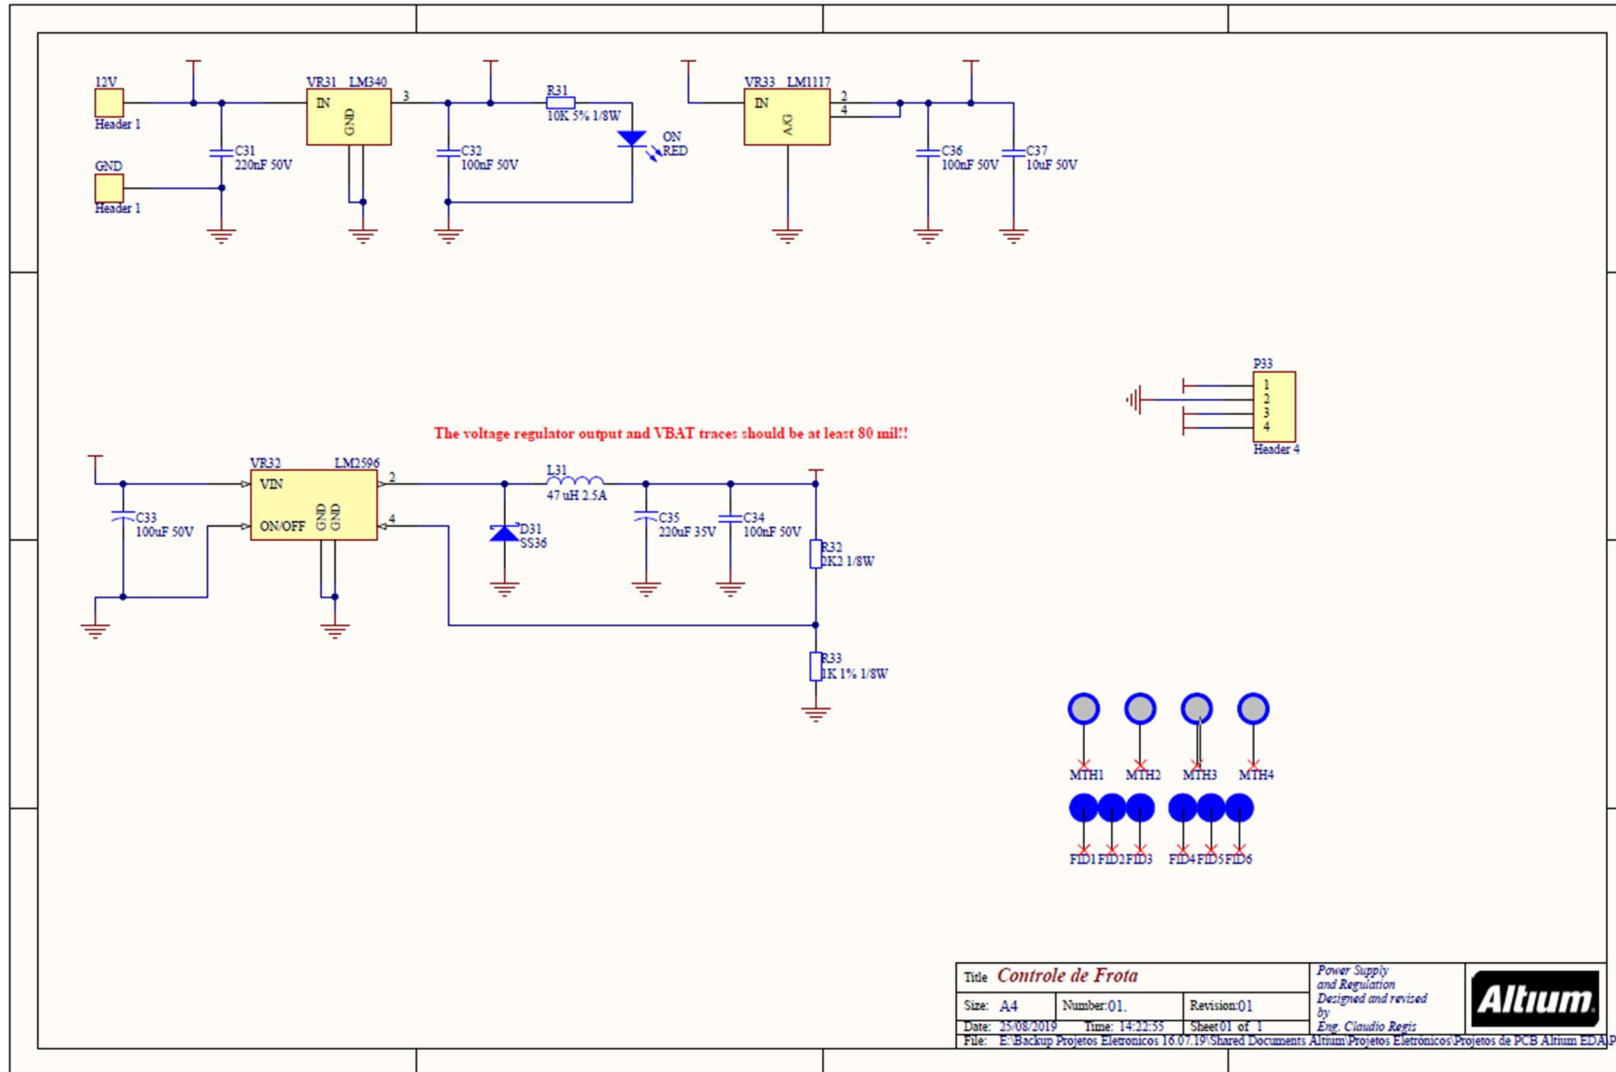 12V
Header 1
GND
Header 1
C31
220nF 50V
VR31 LM340
IN
GND
3
C32
100nF 50V
R31
10K 5% 1/8W
ON
RED
VR33 LM1117
IN
A/G
2
4
C36
100nF 50V
C37
10uF 50V
P33
1
2
3
4
Header 4
The voltage regulator output and VBAT traces should be at least 80 mil!!
VR32 LM2596
VIN
ON/OFF
GND
GND
2
4
C33
100uF 50V
D31
SS36
L31
47 uH 2.5A
C35
220uF 35V
C34
100nF 50V
R32
2K2 1/8W
R33
1K 1% 1/8W
MTH1 MTH2 MTH3 MTH4
FID1 FID2 FID3 FID4 FID5 FID6
Title Controle de Frota
Size: A4 Number:01. Revision:01
Date: 25/08/2019 Time: 14:22:55 Sheet01 of 1
File: E:\Backup Projetos Eletronicos 16.07.19\Shared Documents Altium\Projetos Eletrônicos\Projetos de PCB Altium EDA\P
Power Supply
and Regulation
Designed and revised
by
Eng. Claudio Regis
Altium.